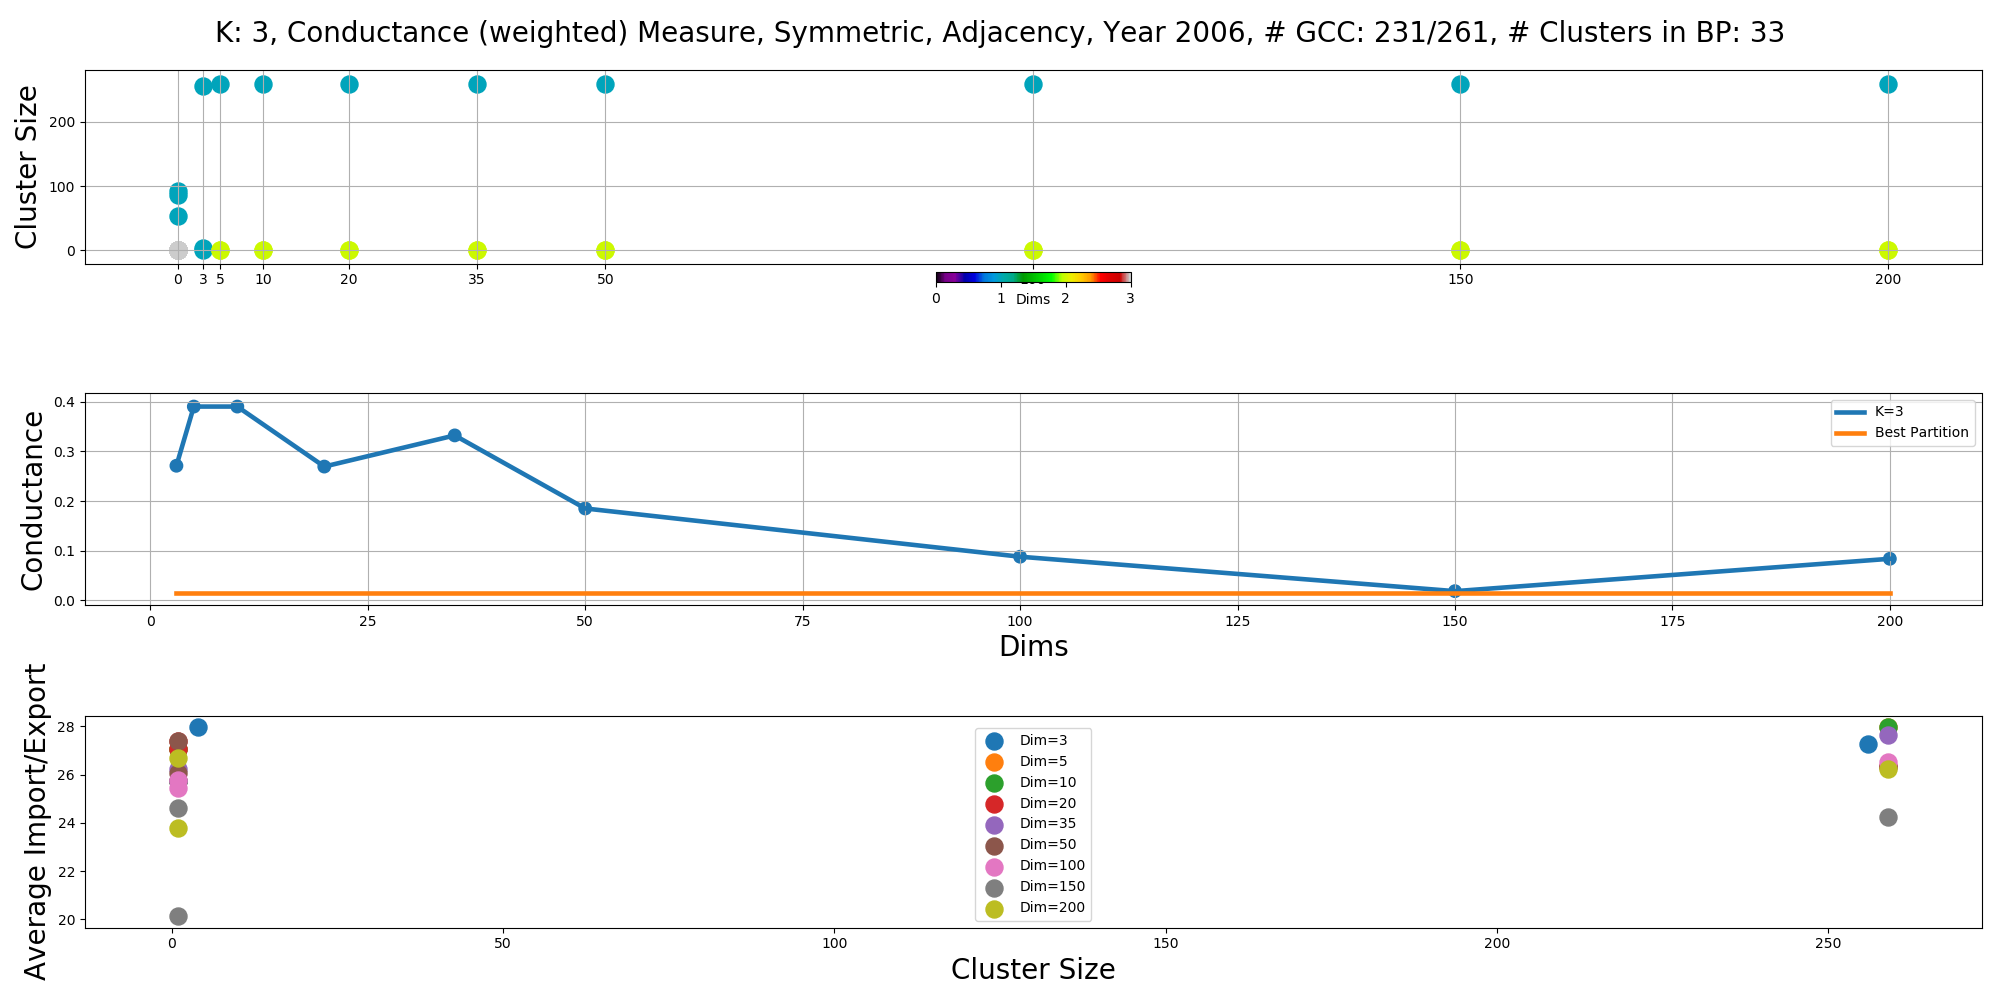 K: 3, Conductance (weighted) Measure, Symmetric, Adjacency, Year 2006, # GCC: 231/261, # Clusters in BP: 33
Cluster Size
200
100
0
0 3 5 10 20 35 50 150 200
0 1 2 3
Dims
Conductance
0.4
0.3
0.2
0.1
0.0
K=3
Best Partition
0 25 50 75 100 125 150 175 200
Dims
Average Import/Export
28
26
24
22
20
Dim=3
Dim=5
Dim=10
Dim=20
Dim=35
Dim=50
Dim=100
Dim=150
Dim=200
0 50 100 150 200 250
Cluster Size